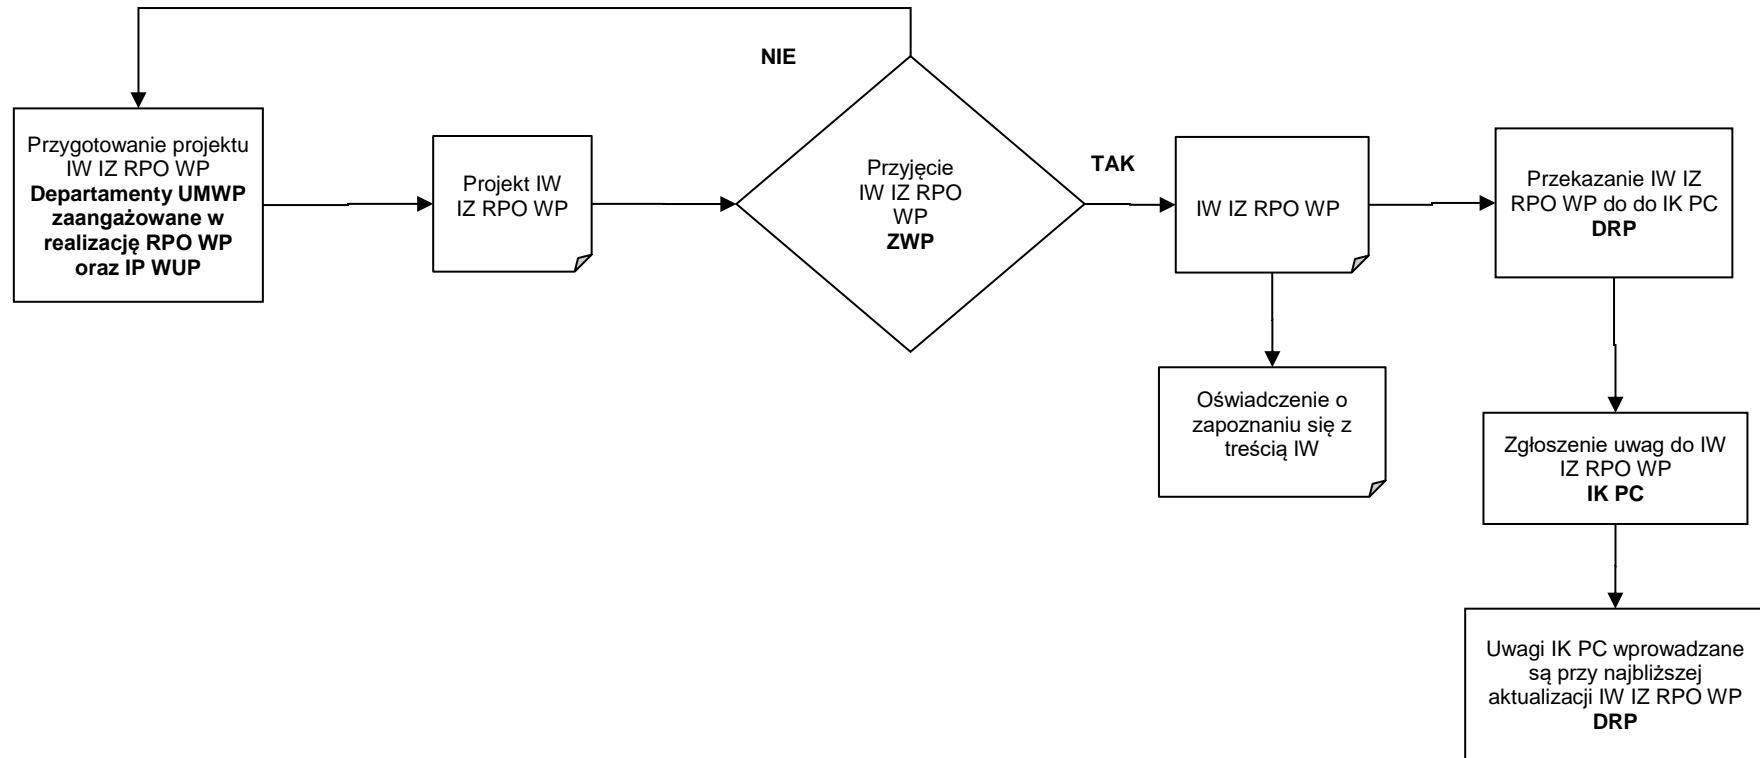 NIE
Przygotowanie projektu
IW IZ RPO WP
Departamenty UMWP
zaangażowane w
realizację RPO WP
oraz IP WUP
Projekt IW
IZ RPO WP
Przyjęcie
IW IZ RPO
WP
ZWP
TAK
IW IZ RPO WP
Przekazanie IW IZ
RPO WP do do IK PC
DRP
Oświadczenie o
zapoznaniu się z
treścią IW
Zgłoszenie uwag do IW
IZ RPO WP
IK PC
Uwagi IK PC wprowadzane
są przy najbliższej
aktualizacji IW IZ RPO WP
DRP